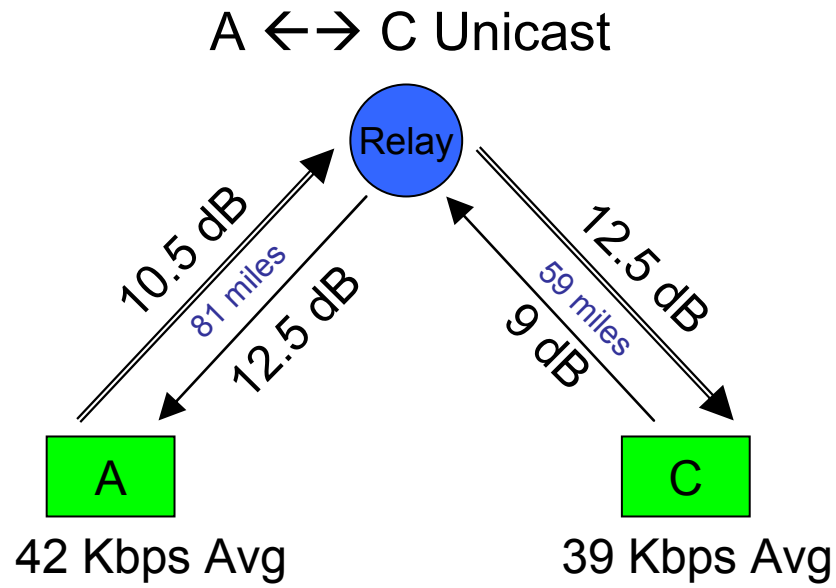 A ←→ C Unicast
Relay
10.5 dB
81 miles
12.5 dB
12.5 dB
59 miles
9 dB
A
C
42 Kbps Avg
39 Kbps Avg